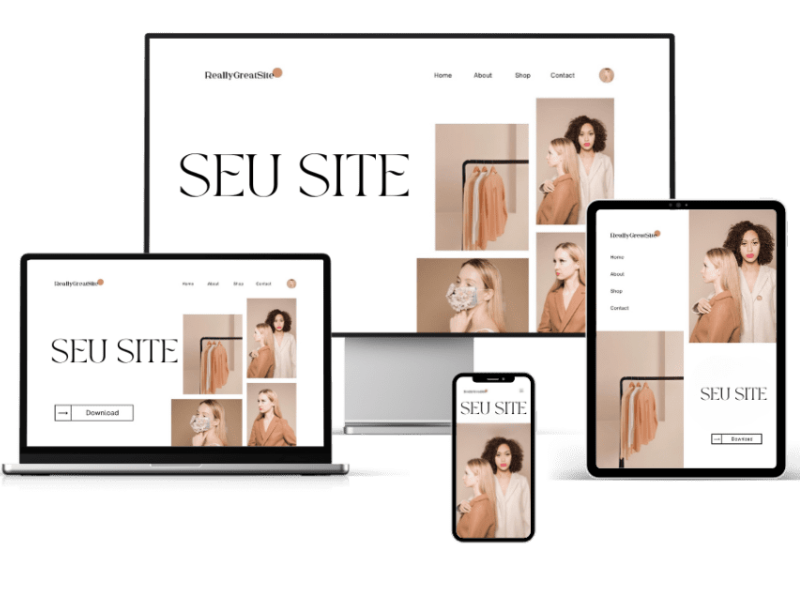 ReallyGreatSite
Home About Shop Contact
SEU SITE
ReallyGreatSite
Home About Shop Contact
SEU SITE
Download
SEU SITE
ReallyGreatSite
Home
About
Shop
Contact
SEU SITE
Download